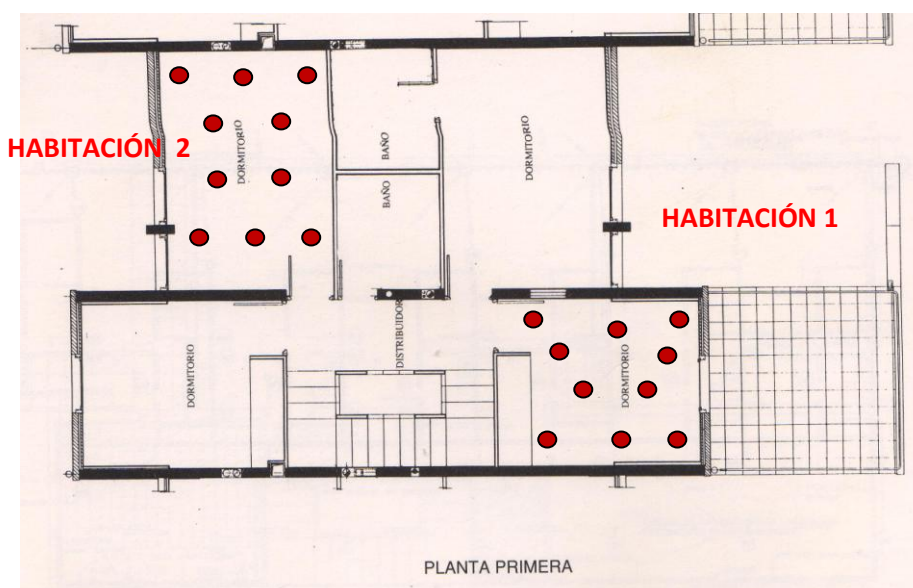 HABITACIÓN 2
DORMITORIO
BAÑO
DORMITORIO
BAÑO
HABITACIÓN 1
DORMITORIO
DISTRIBUIDOR
DORMITORIO
PLANTA PRIMERA